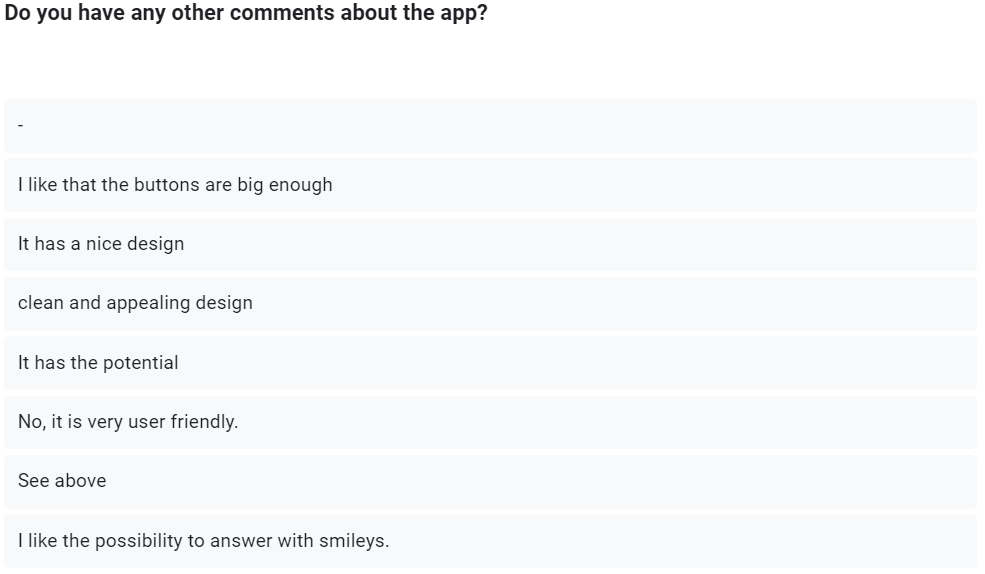 Do you have any other comments about the app?
-
I like that the buttons are big enough
It has a nice design
clean and appealing design
It has the potential
No, it is very user friendly.
See above
I like the possibility to answer with smileys.